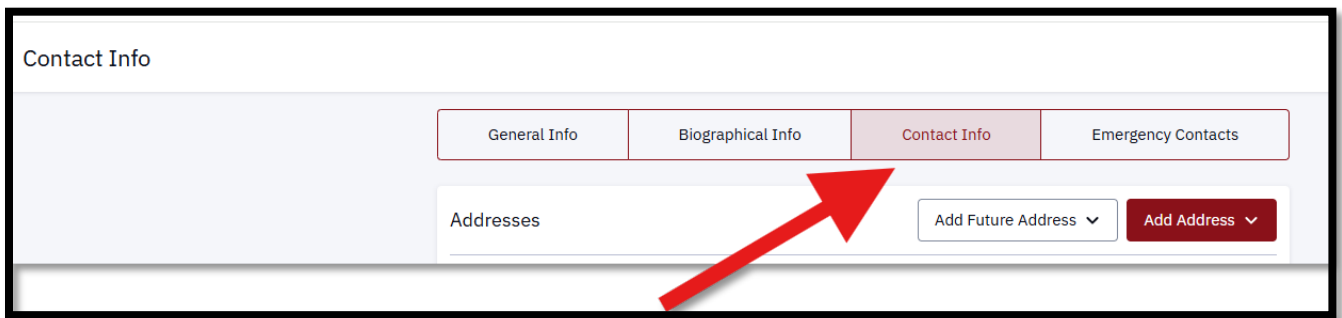 Contact Info
General Info Biographical Info Contact Info Emergency Contacts
Addresses Add Future Address Add Address